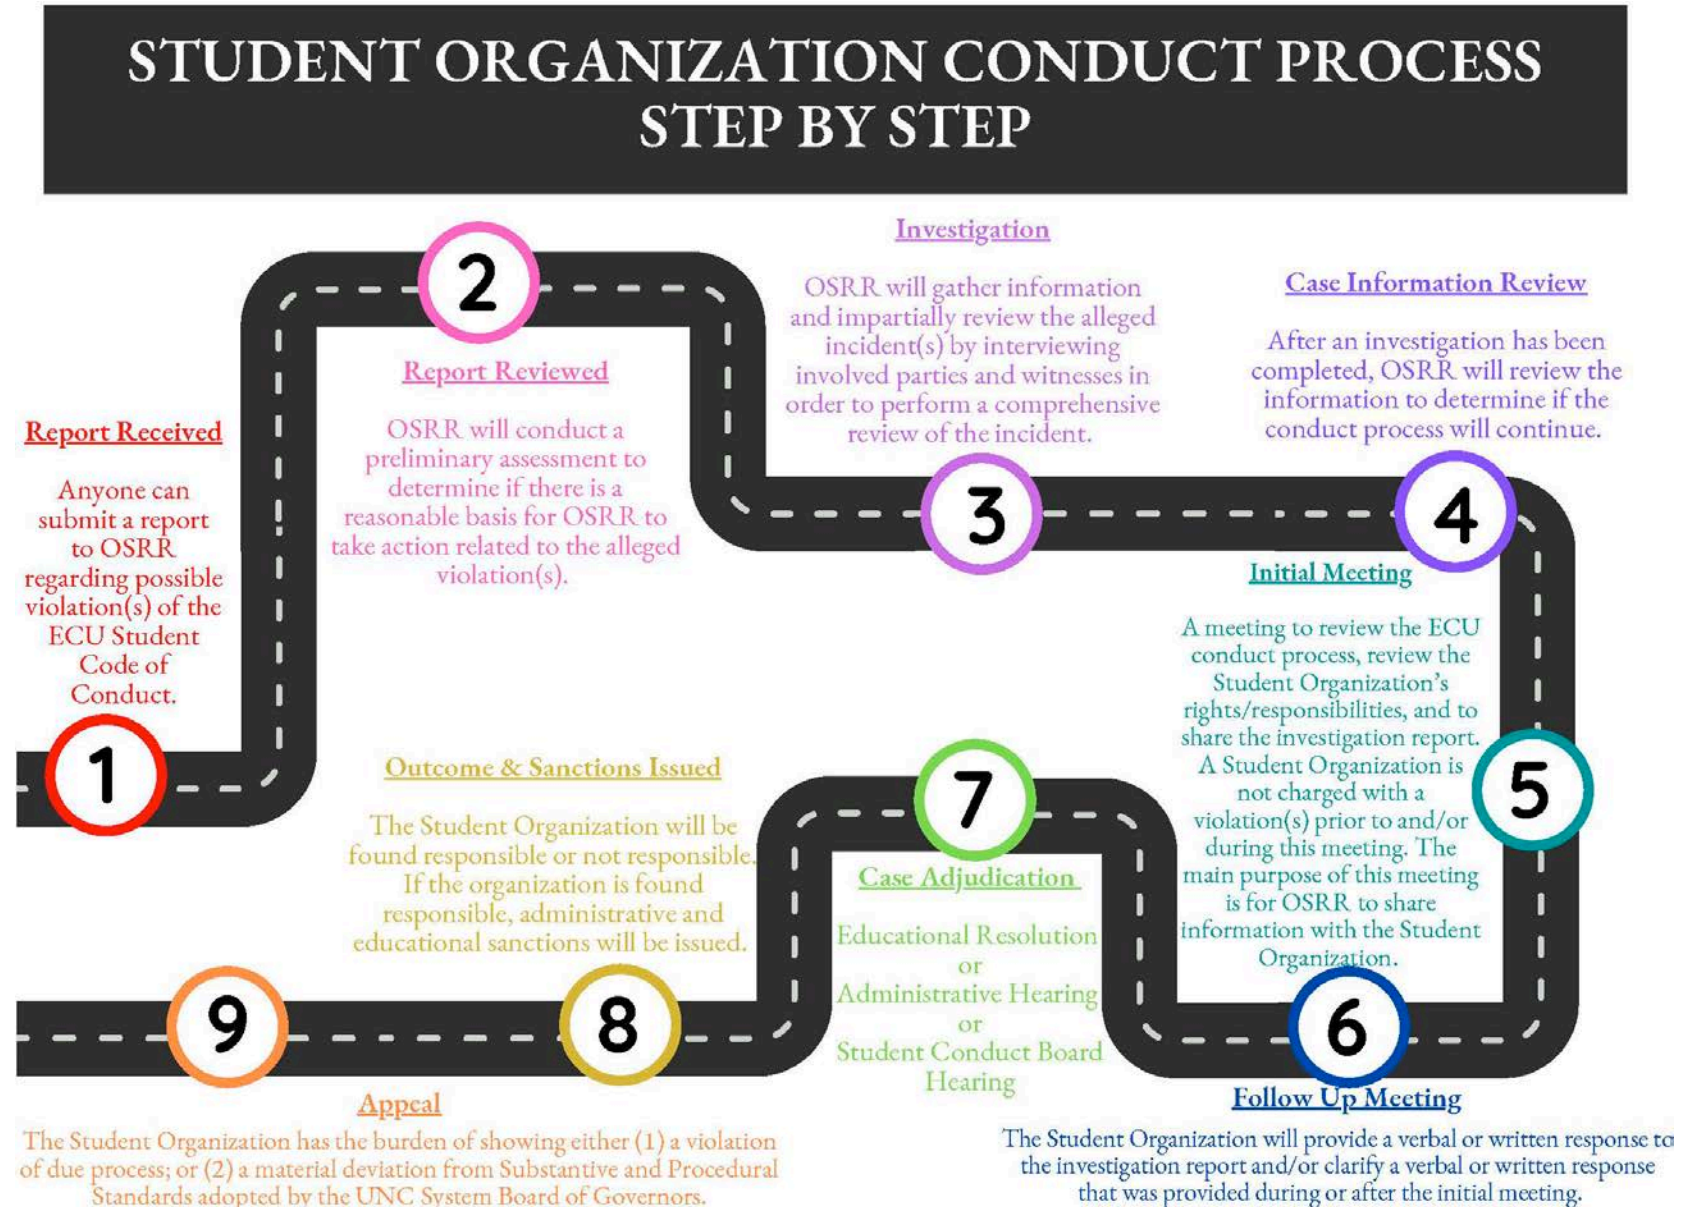 STUDENT ORGANIZATION CONDUCT PROCESS
STEP BY STEP
1
Report Received
Anyone can
submit a report
to OSRR
regarding possible
violation(s) of the
ECU Student
Code of
Conduct.
2
Report Reviewed
OSRR will conduct a
preliminary assessment to
determine if there is a
reasonable basis for OSRR to
take action related to the alleged
violation(s).
3
Investigation
OSRR will gather information
and impartially review the alleged
incident(s) by interviewing
involved parties and witnesses in
order to perform a comprehensive
review of the incident.
4
Case Information Review
After an investigation has been
completed, OSRR will review the
information to determine if the
conduct process will continue.
5
Initial Meeting
A meeting to review the ECU
conduct process, review the
Student Organization's
rights/responsibilities, and to
share the investigation report.
A Student Organization is
not charged with a
violation(s) prior to and/or
during this meeting. The
main purpose of this meeting
is for OSRR to share
information with the Student
Organization.
6
Follow Up Meeting
The Student Organization will provide a verbal or written response to
the investigation report and/or clarify a verbal or written response
that was provided during or after the initial meeting.
7
Case Adjudication
Educational Resolution
or
Administrative Hearing
or
Student Conduct Board
Hearing
8
Outcome & Sanctions Issued
The Student Organization will be
found responsible or not responsible.
If the organization is found
responsible, administrative and
educational sanctions will be issued.
9
Appeal
The Student Organization has the burden of showing either (1) a violation
of due process; or (2) a material deviation from Substantive and Procedural
Standards adopted by the UNC System Board of Governors.